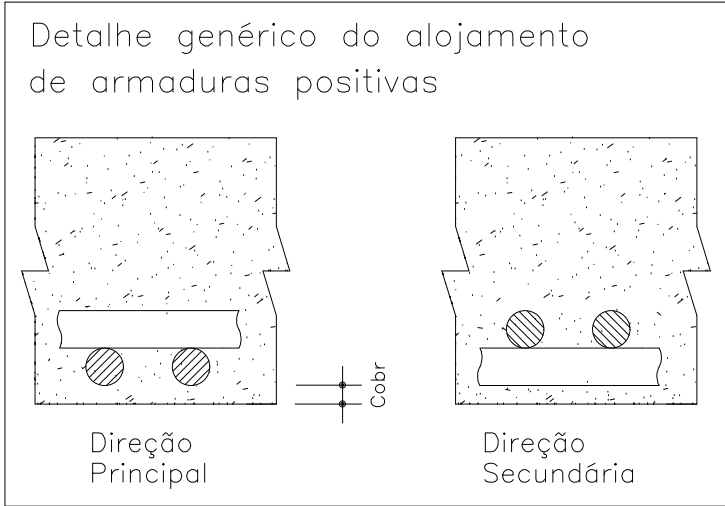 Detalhe genérico do alojamento
de armaduras positivas
Cobr
Direção
Principal
Direção
Secundária